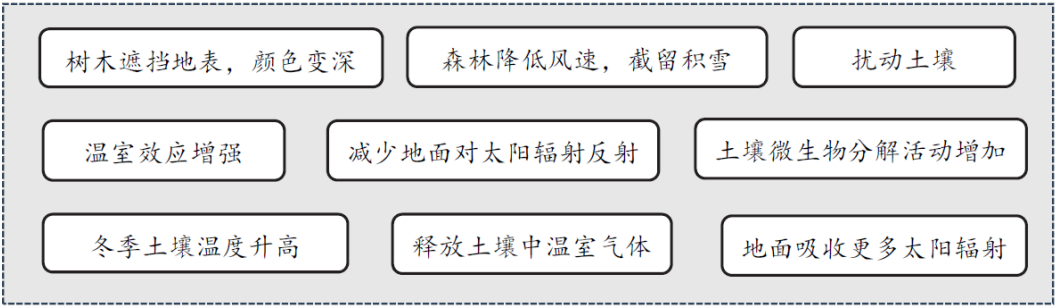 树木遮挡地表，颜色变深
森林降低风速，截留积雪
扰动土壤
温室效应增强
减少地面对太阳辐射反射
土壤微生物分解活动增加
冬季土壤温度升高
释放土壤中温室气体
地面吸收更多太阳辐射